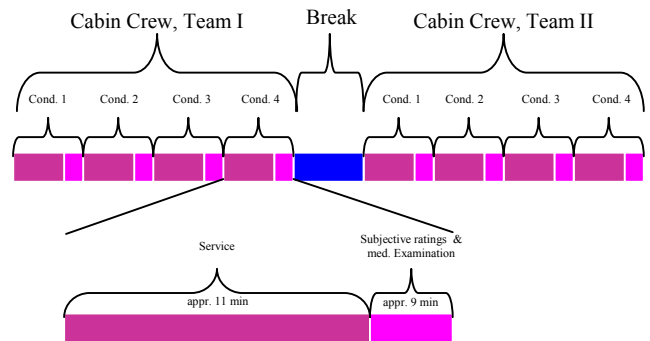 Cabin Crew, Team I
Break
Cabin Crew, Team II
Cond. 1
Cond. 2
Cond. 3
Cond. 4
Cond. 1
Cond. 2
Cond. 3
Cond. 4
Service
Subjective ratings &
med. Examination
appr. 11 min
appr. 9 min